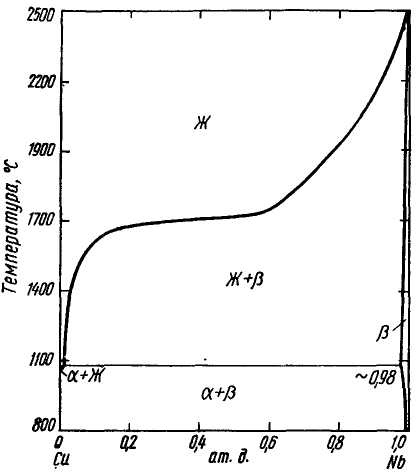 Температура, °C
2500
2200
1900
1700
1400
1100
800
Ж
Ж+β
β
α+Ж
~0,98
α+β
0
0,2
0,4
0,6
0,8
1,0
Cu
ат. д.
Nb